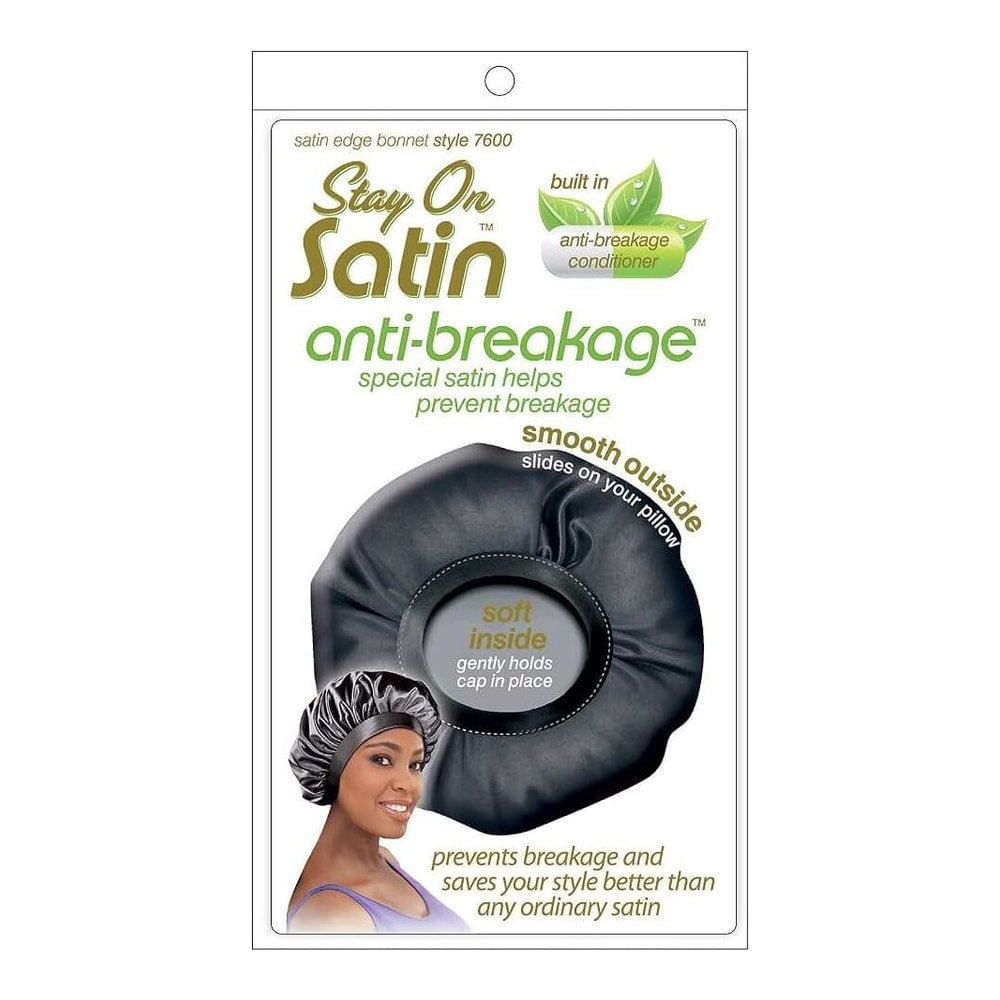 satin edge bonnet style 7600
Stay On
Satin™
built in
anti-breakage
conditioner
anti-breakage™
special satin helps
prevent breakage
smooth outside
slides on your pillow
soft
inside
gently holds
cap in place
prevents breakage and
saves your style better than
any ordinary satin